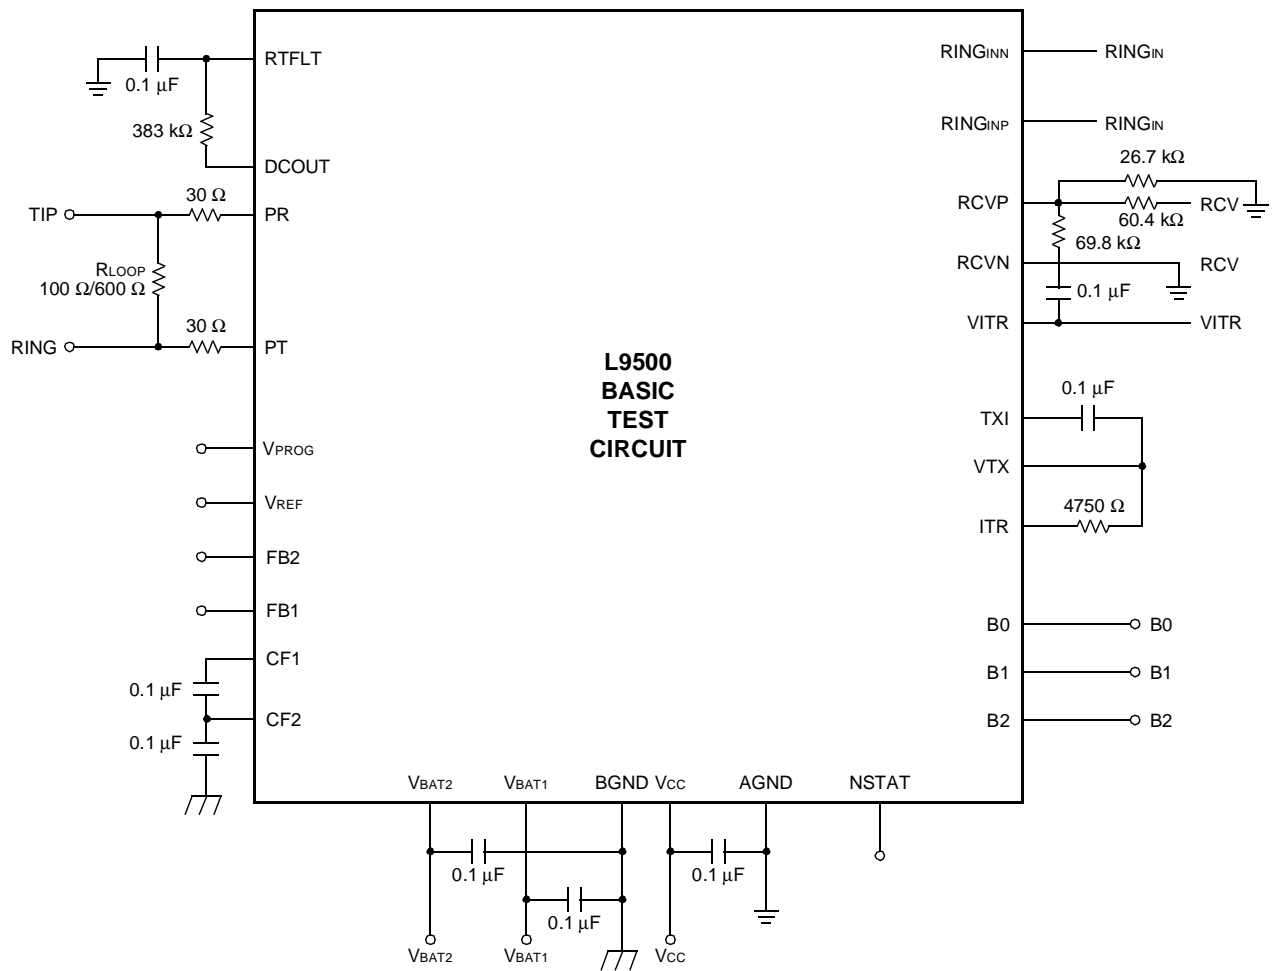 RTFLT
0.1 µF
383 kΩ
DCOUT
30 Ω
TIP
PR
RLOOP
100 Ω/600 Ω
30 Ω
RING
PT
VPROG
VREF
FB2
FB1
CF1
0.1 µF
CF2
0.1 µF
L9500
BASIC
TEST
CIRCUIT
RINGINN
RINGIN
RINGINP
RINGIN
26.7 kΩ
RCVP
RCV
60.4 kΩ
69.8 kΩ
RCVN
RCV
0.1 µF
VITR
VITR
0.1 µF
TXI
VTX
4750 Ω
ITR
B0
B0
B1
B1
B2
B2
VBAT2
VBAT1
BGND
VCC
AGND
NSTAT
0.1 µF
0.1 µF
0.1 µF
VBAT2
VBAT1
VCC